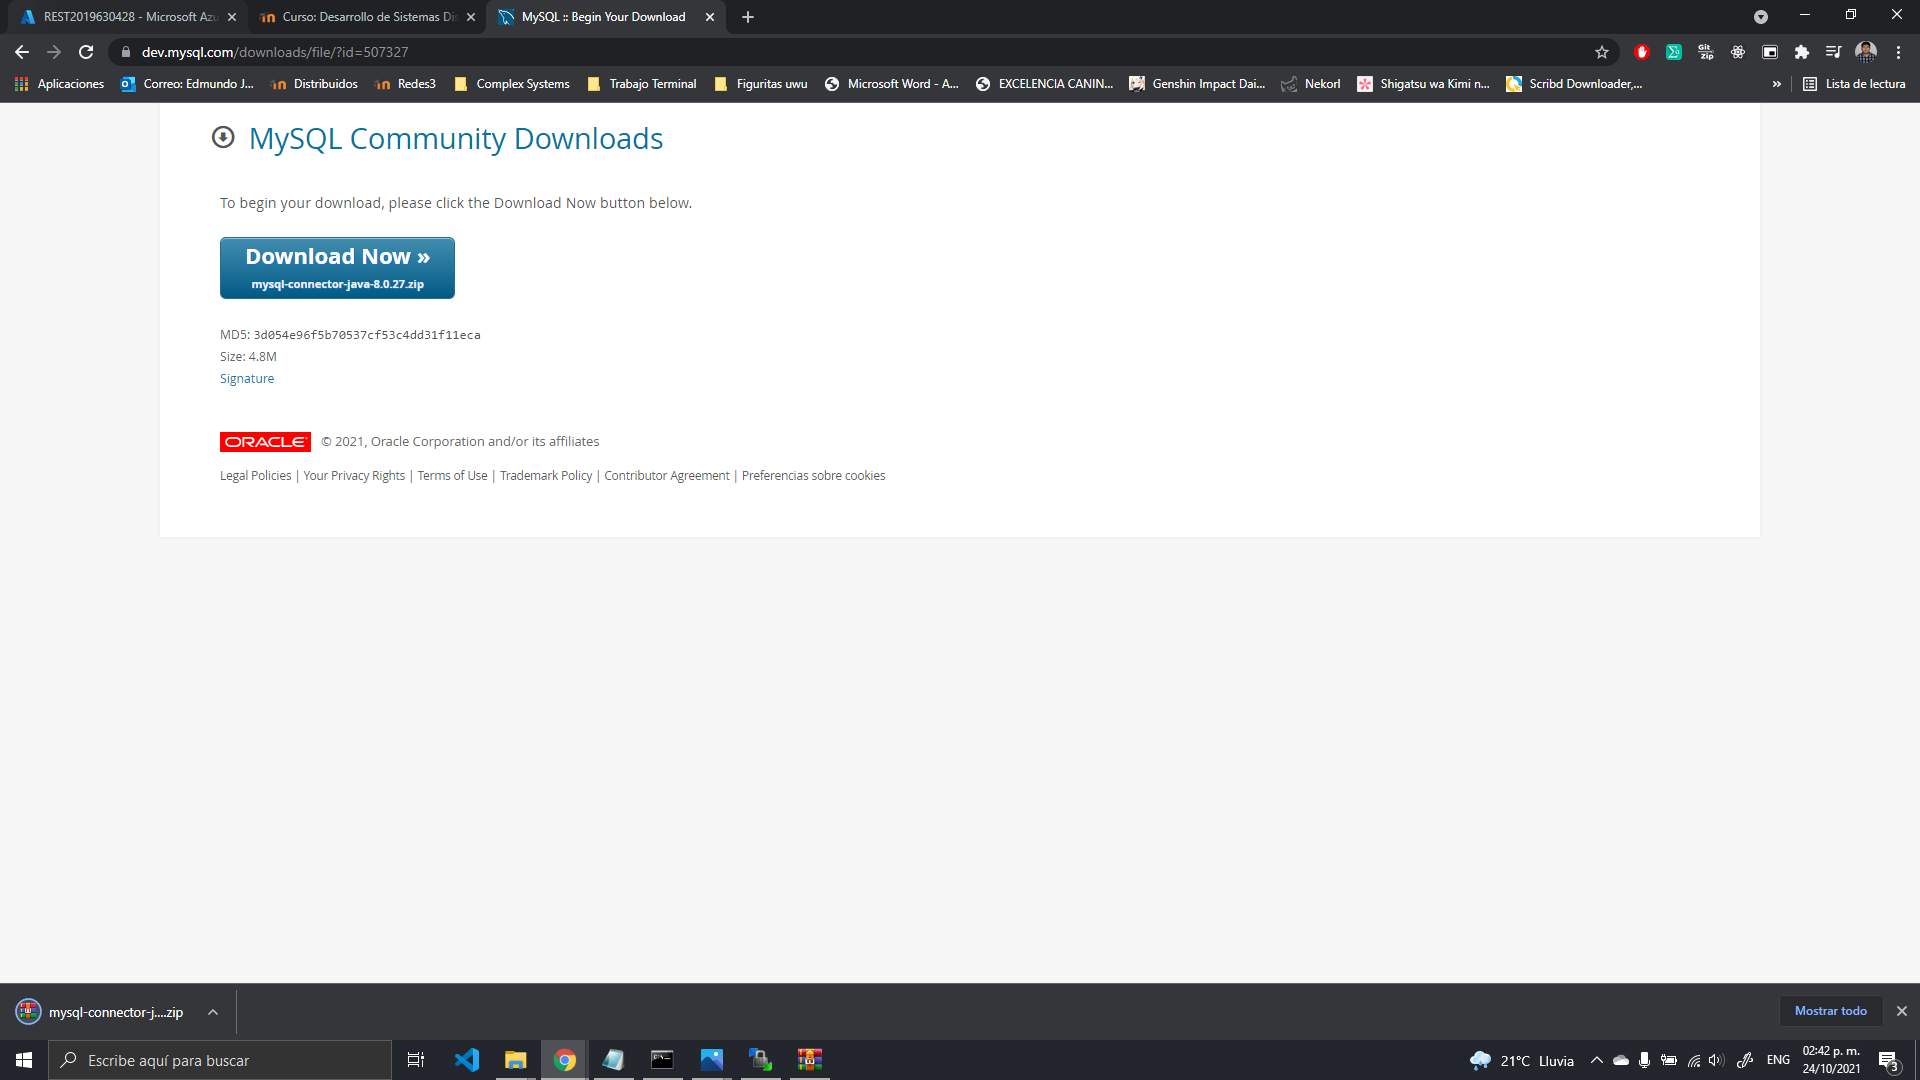 REST2019630428 - Microsoft Azu
Curso: Desarrollo de Sistemas Dis
MySQL :: Begin Your Download
dev.mysql.com/downloads/file/?id=507327
Git
zip
Aplicaciones
Correo: Edmundo J...
Distribuidos
Redes3
Complex Systems
Trabajo Terminal
Figuritas uwu
Microsoft Word - A...
EXCELENCIA CANIN...
Genshin Impact Dai...
Nekorl
Shigatsu wa Kimi n...
Scribd Downloader,...
»
Lista de lectura
MySQL Community Downloads
To begin your download, please click the Download Now button below.
Download Now »
mysql-connector-java-8.0.27.zip
MD5: 3d054e96f5b70537cf53c4dd31f11eca
Size: 4.8M
Signature
ORACLE © 2021, Oracle Corporation and/or its affiliates
Legal Policies | Your Privacy Rights | Terms of Use | Trademark Policy | Contributor Agreement | Preferencias sobre cookies
mysql-connector-j....zip
Mostrar todo
Escribe aquí para buscar
21°C Lluvia
ENG
02:42 p. m.
24/10/2021
3